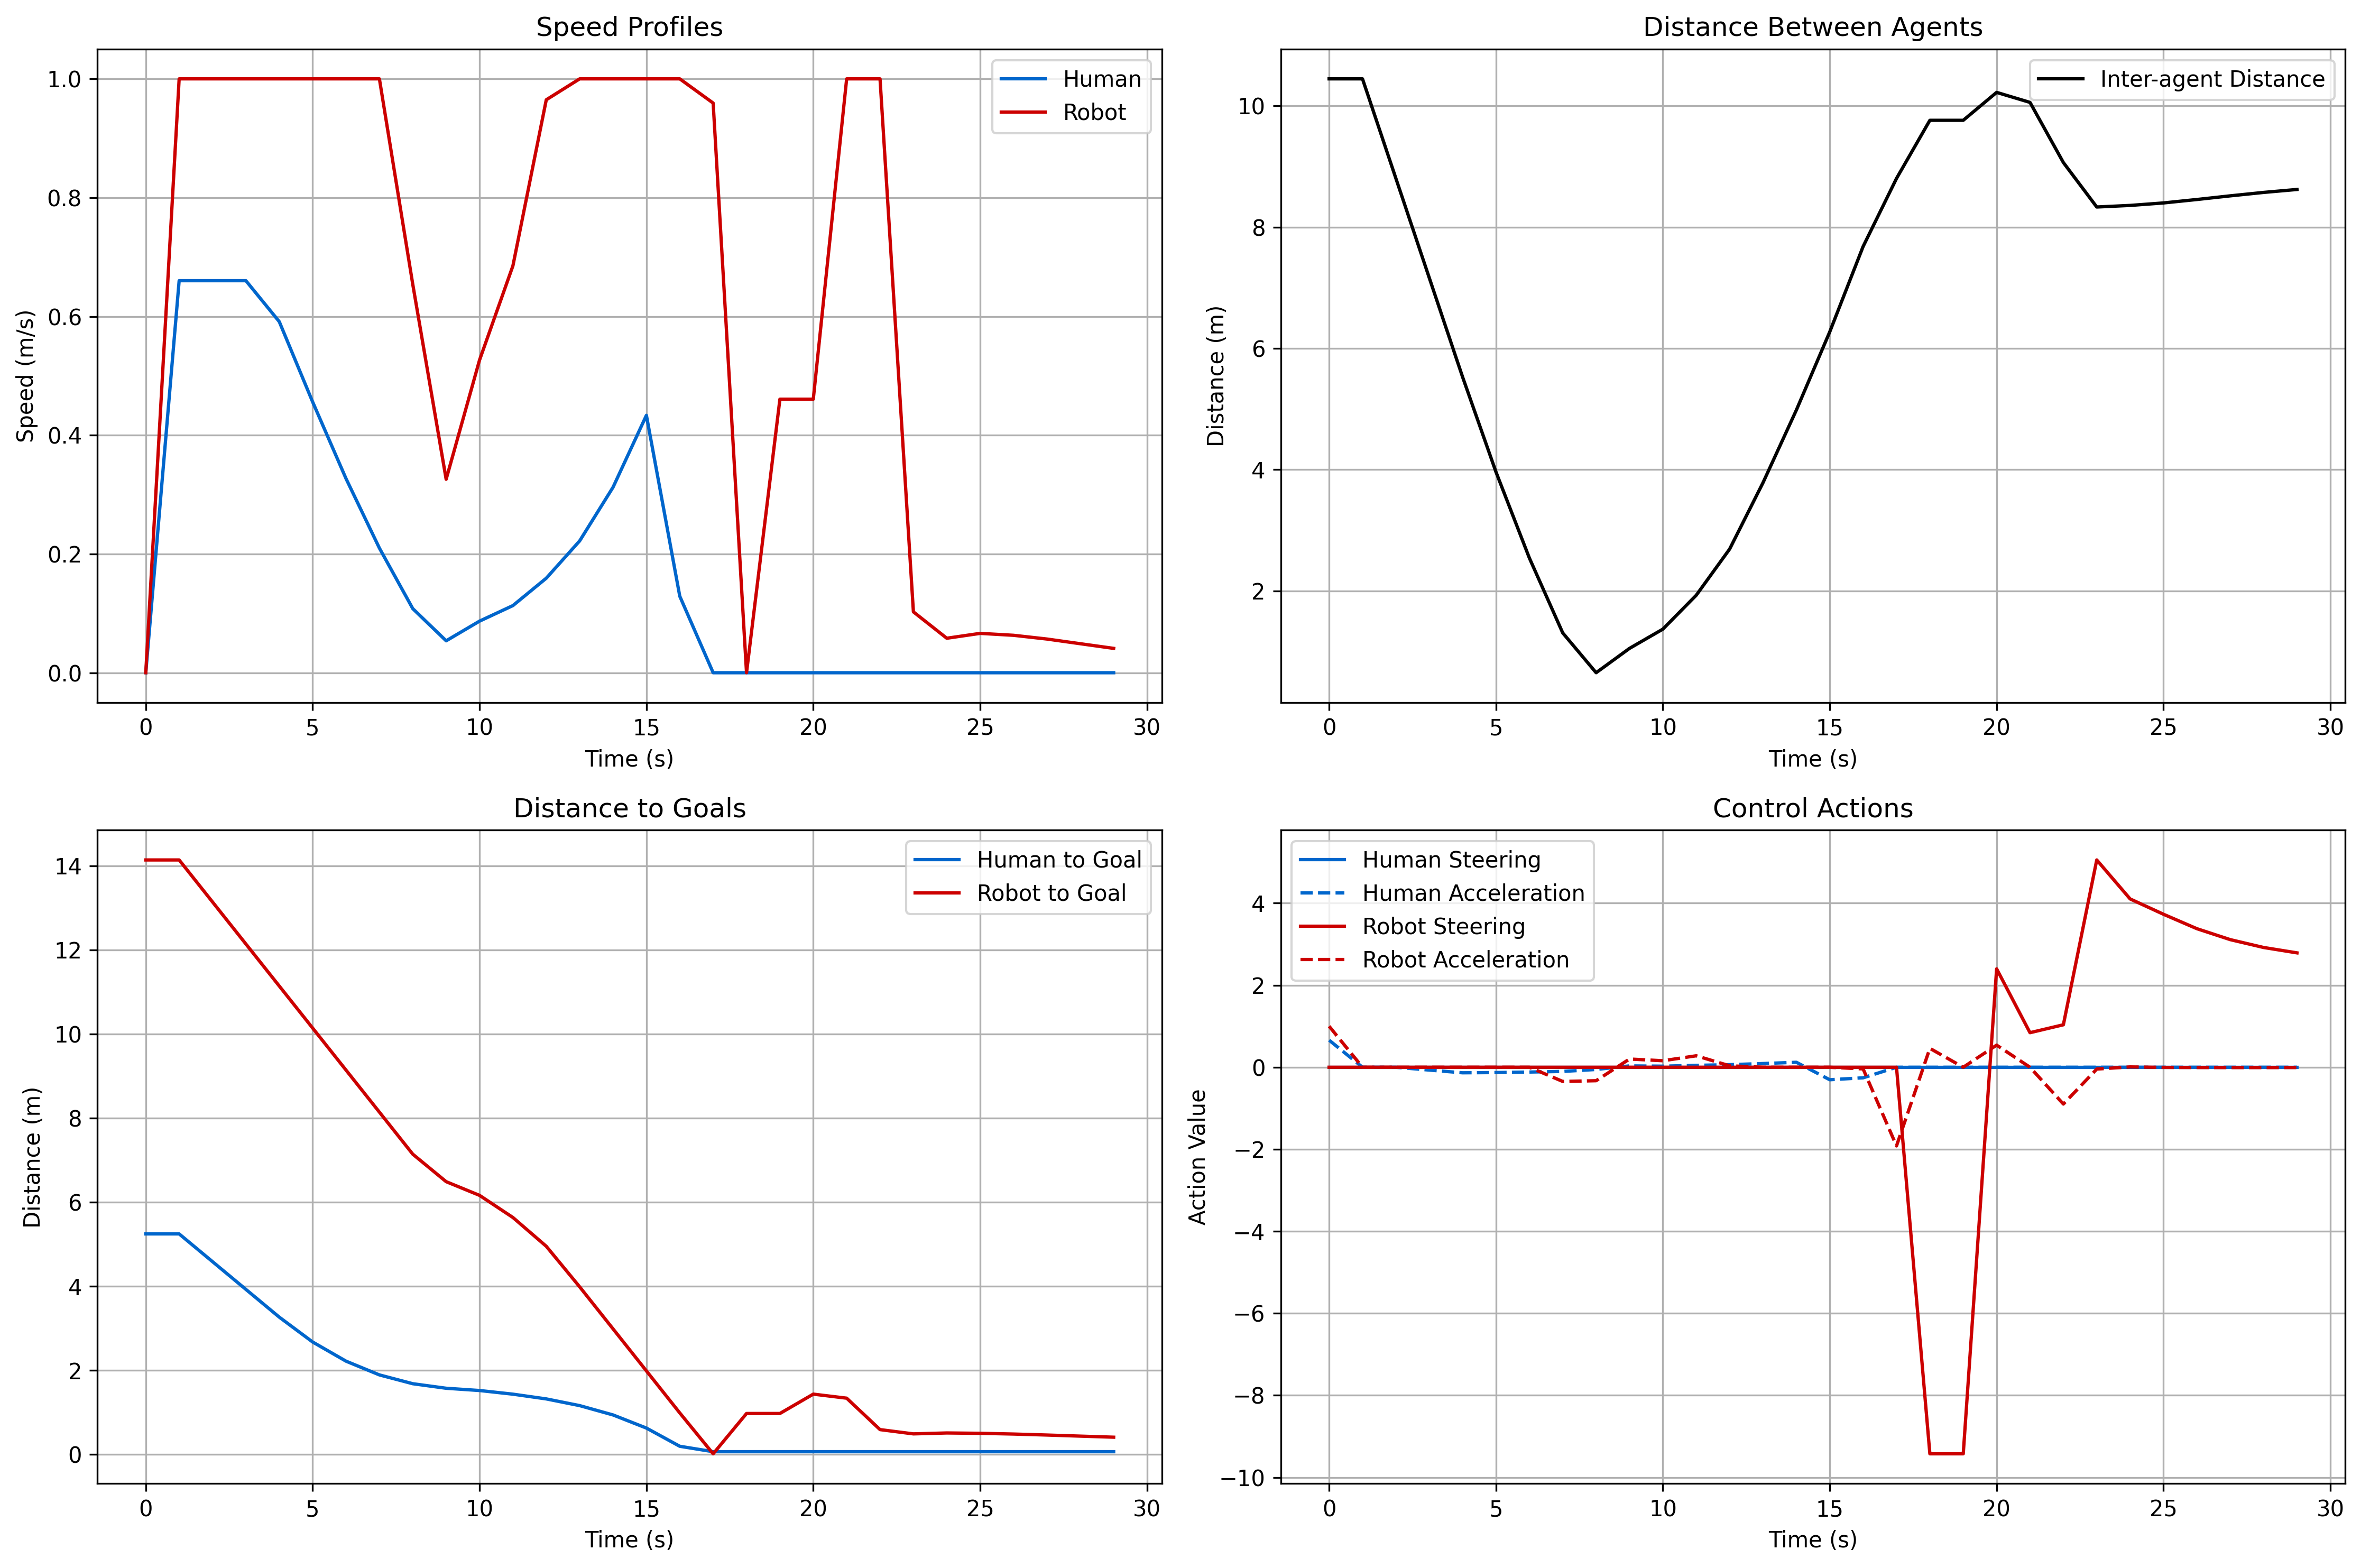 Speed Profiles
Speed (m/s)
1.0
0.8
0.6
0.4
0.2
0.0
Human
Robot
0 5 10 15 20 25 30
Time (s)
Distance Between Agents
Distance (m)
10
8
6
4
2
Inter-agent Distance
0 5 10 15 20 25 30
Time (s)
Distance to Goals
Distance (m)
14
12
10
8
6
4
2
0
Human to Goal
Robot to Goal
0 5 10 15 20 25 30
Time (s)
Control Actions
Action Value
4
2
0
−2
−4
−6
−8
−10
Human Steering
Human Acceleration
Robot Steering
Robot Acceleration
0 5 10 15 20 25 30
Time (s)